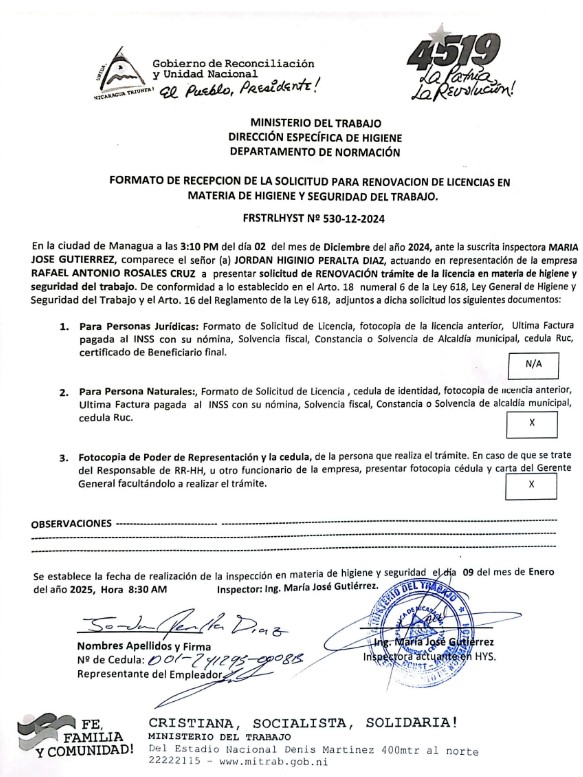 UNIDA,
NICARAGUA TRIUNFA!
Gobierno de Reconciliación
y Unidad Nacional
El Pueblo, Presidente!
4519
La Patria,
La Revolución!
MINISTERIO DEL TRABAJO
DIRECCIÓN ESPECÍFICA DE HIGIENE
DEPARTAMENTO DE NORMACIÓN
FORMATO DE RECEPCION DE LA SOLICITUD PARA RENOVACION DE LICENCIAS EN
MATERIA DE HIGIENE Y SEGURIDAD DEL TRABAJO.
FRSTRLHYST Nº 530-12-2024
En la ciudad de Managua a las 3:10 PM del día 02 del mes de Diciembre del año 2024, ante la suscrita inspectora MARIA
JOSE GUTIERREZ, comparece el señor (a) JORDAN HIGINIO PERALTA DIAZ, actuando en representación de la empresa
RAFAEL ANTONIO ROSALES CRUZ a presentar solicitud de RENOVACIÓN trámite de la licencia en materia de higiene y
seguridad del trabajo. De conformidad a lo establecido en el Arto. 18 numeral 6 de la Ley 618, Ley General de Higiene y
Seguridad del Trabajo y el Arto. 16 del Reglamento de la Ley 618, adjuntos a dicha solicitud los siguientes documentos:
1. Para Personas Jurídicas: Formato de Solicitud de Licencia, fotocopia de la licencia anterior, Ultima Factura
pagada al INSS con su nómina, Solvencia fiscal, Constancia o Solvencia de Alcaldía municipal, cedula Ruc,
certificado de Beneficiario final.
N/A
2. Para Persona Naturales:, Formato de Solicitud de Licencia , cedula de identidad, fotocopia de licencia anterior,
Ultima Factura pagada al INSS con su nómina, Solvencia fiscal, Constancia o Solvencia de alcaldía municipal,
cedula Ruc.
X
3. Fotocopia de Poder de Representación y la cedula, de la persona que realiza el trámite. En caso de que se trate
del Responsable de RR-HH, u otro funcionario de la empresa, presentar fotocopia cédula y carta del Gerente
General facultándolo a realizar el trámite.
X
OBSERVACIONES
Se establece la fecha de realización de la inspección en materia de higiene y seguridad el día 09 del mes de Enero
del año 2025, Hora 8:30 AM Inspector: Ing. María José Gutiérrez.
Jordan Peralta Diaz
MINISTERIO DEL TRABAJO
Nombres Apellidos y Firma
Ing. María José Gutiérrez
Nº de Cedula: 001-241295-0008B
Inspectora actuante en HYS.
Representante del Empleador
FE,
FAMILIA
Y COMUNIDAD!
CRISTIANA, SOCIALISTA, SOLIDARIA!
MINISTERIO DEL TRABAJO
Del Estadio Nacional Denis Martinez 400mtr al norte
22222115 - www.mitrab.gob.ni